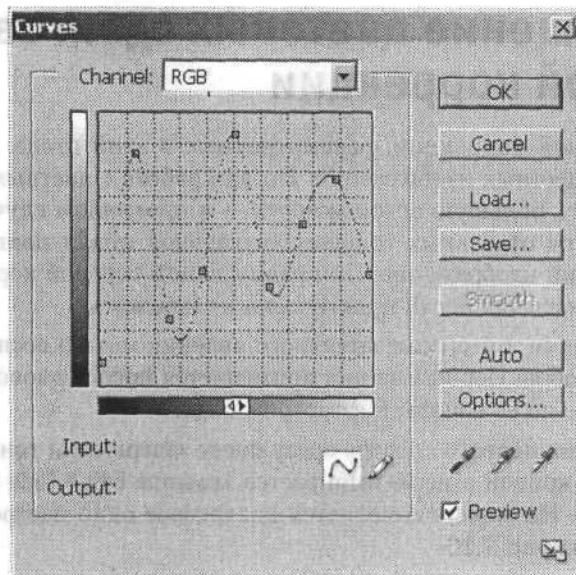 Curves
Channel: RGB
OK
Cancel
Load...
Save...
Smooth
Auto
Options...
Input:
Output:
Preview